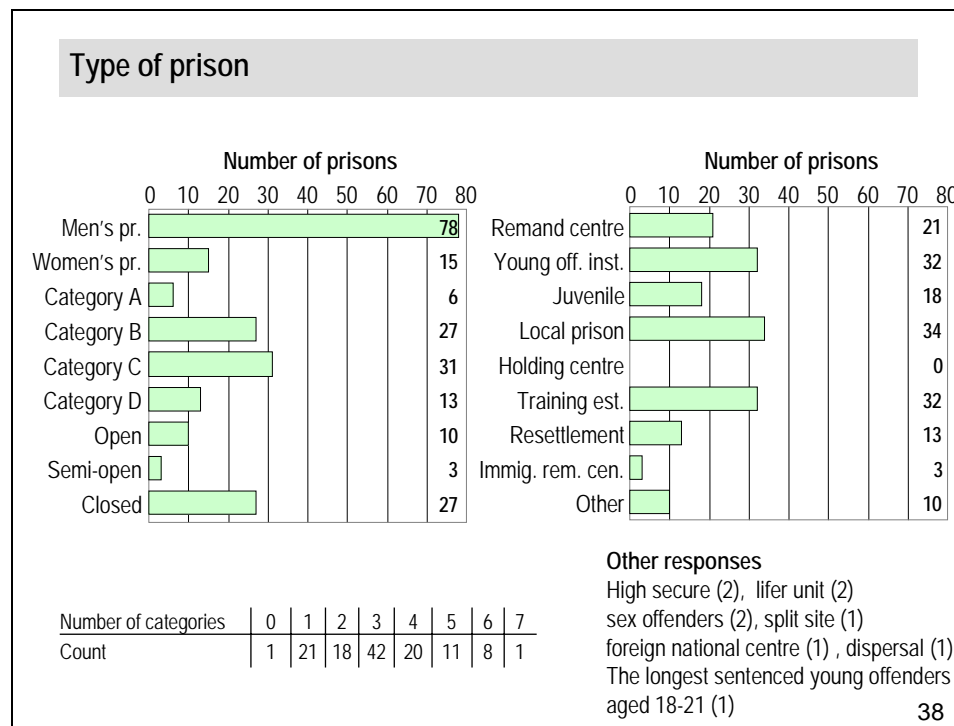 Type of prison
Number of prisons
0 10 20 30 40 50 60 70 80
Men's pr. 78
Women's pr. 15
Category A 6
Category B 27
Category C 31
Category D 13
Open 10
Semi-open 3
Closed 27
Number of prisons
0 10 20 30 40 50 60 70 80
Remand centre 21
Young off. inst. 32
Juvenile 18
Local prison 34
Holding centre 0
Training est. 32
Resettlement 13
Immig. rem. cen. 3
Other 10
Number of categories 0 1 2 3 4 5 6 7
Count 1 21 18 42 20 11 8 1
Other responses
High secure (2), lifer unit (2)
sex offenders (2), split site (1)
foreign national centre (1) , dispersal (1)
The longest sentenced young offenders
aged 18-21 (1)
38